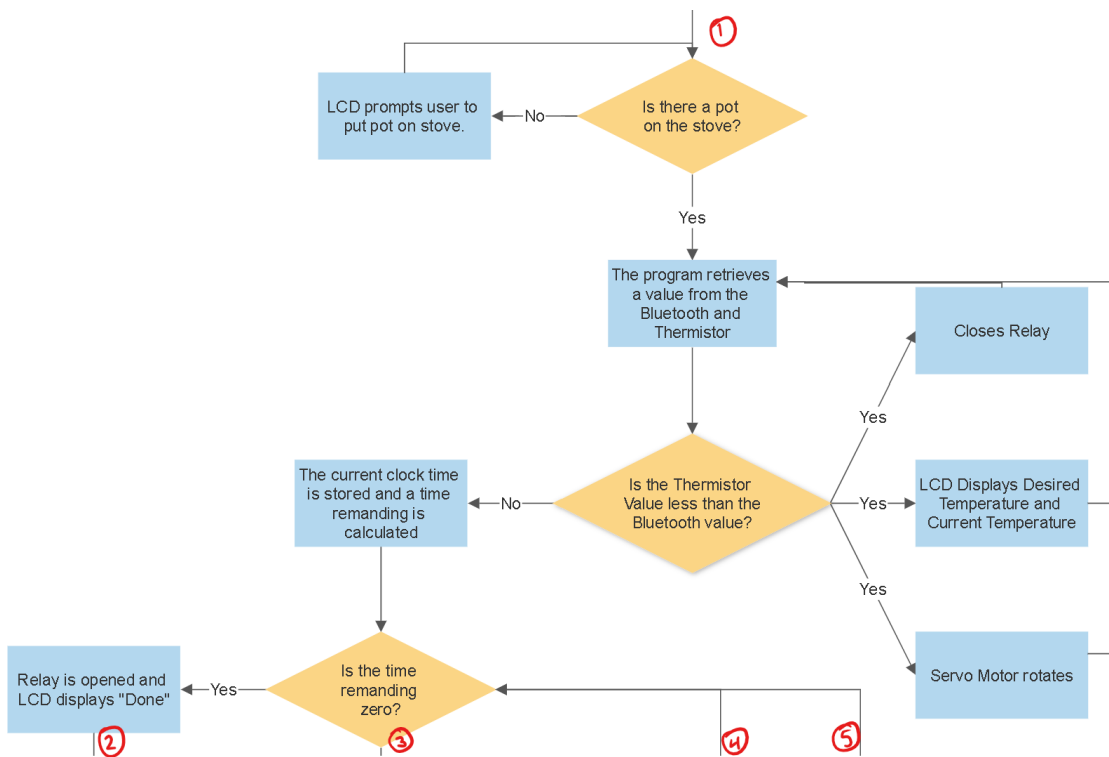 1
LCD prompts user to
put pot on stove.
No
Is there a pot
on the stove?
Yes
The program retrieves
a value from the
Bluetooth and
Thermistor
Closes Relay
Yes
The current clock time
is stored and a time
remanding is
calculated
No
Is the Thermistor
Value less than the
Bluetooth value?
Yes
LCD Displays Desired
Temperature and
Current Temperature
Yes
Servo Motor rotates
Relay is opened and
LCD displays "Done"
Yes
Is the time
remanding
zero?
2
3
4
5